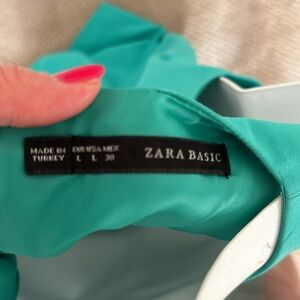 MADE IN
TURKEY
EUR USA MEX
L L 30
ZARA BASIC